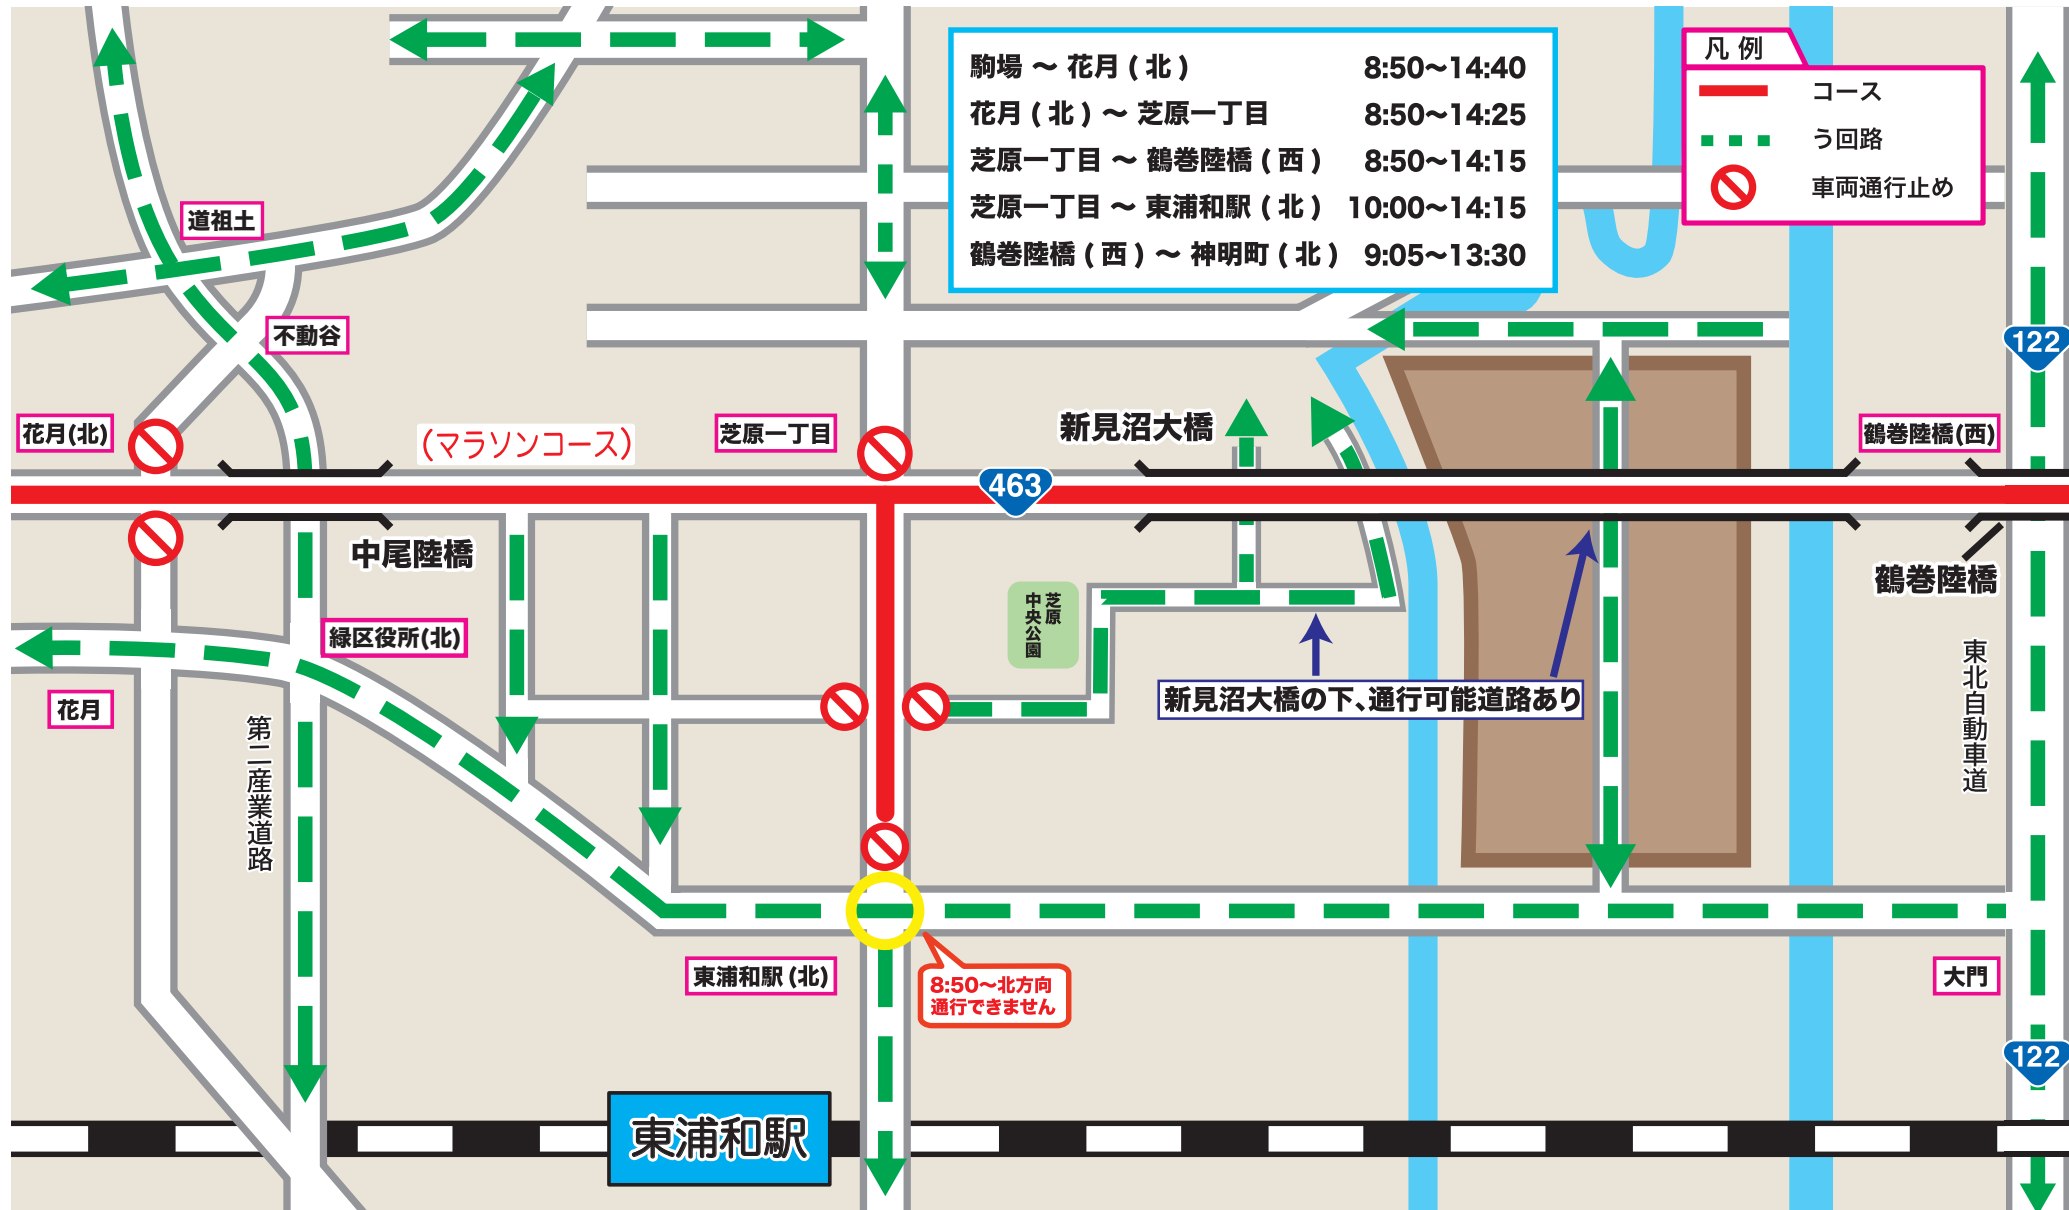 駒場 ～ 花月(北) 8:50～14:40
花月(北) ～ 芝原一丁目 8:50～14:25
芝原一丁目 ～ 鶴巻陸橋(西) 8:50～14:15
芝原一丁目 ～ 東浦和駅(北) 10:00～14:15
鶴巻陸橋(西) ～ 神明町(北) 9:05～13:30
凡 例
コース
う回路
車両通行止め
道祖土
不動谷
122
花月(北)
(マラソンコース)
芝原一丁目
新見沼大橋
鶴巻陸橋(西)
463
中尾陸橋
鶴巻陸橋
芝原
中央公園
緑区役所(北)
花月
新見沼大橋の下、通行可能道路あり
第二産業道路
東北自動車道
東浦和駅(北)
8:50～北方向
通行できません
大門
122
東浦和駅